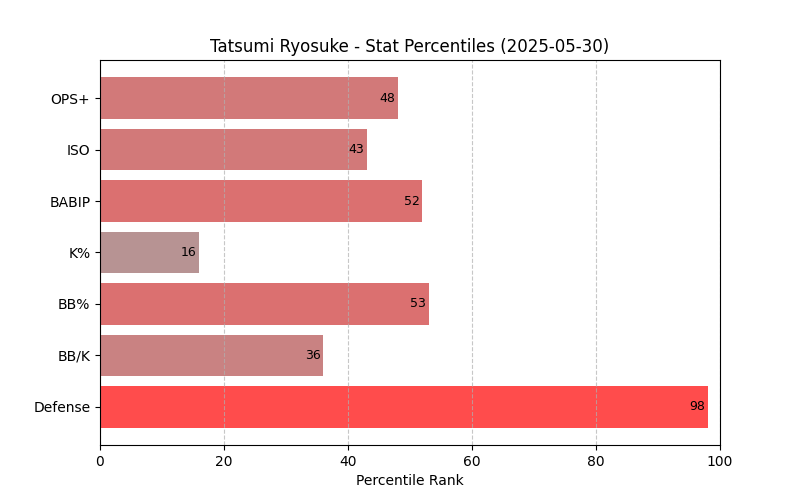 Tatsumi Ryosuke - Stat Percentiles (2025-05-30)
OPS+ 48
ISO 43
BABIP 52
K% 16
BB% 53
BB/K 36
Defense 98
0 20 40 60 80 100
Percentile Rank